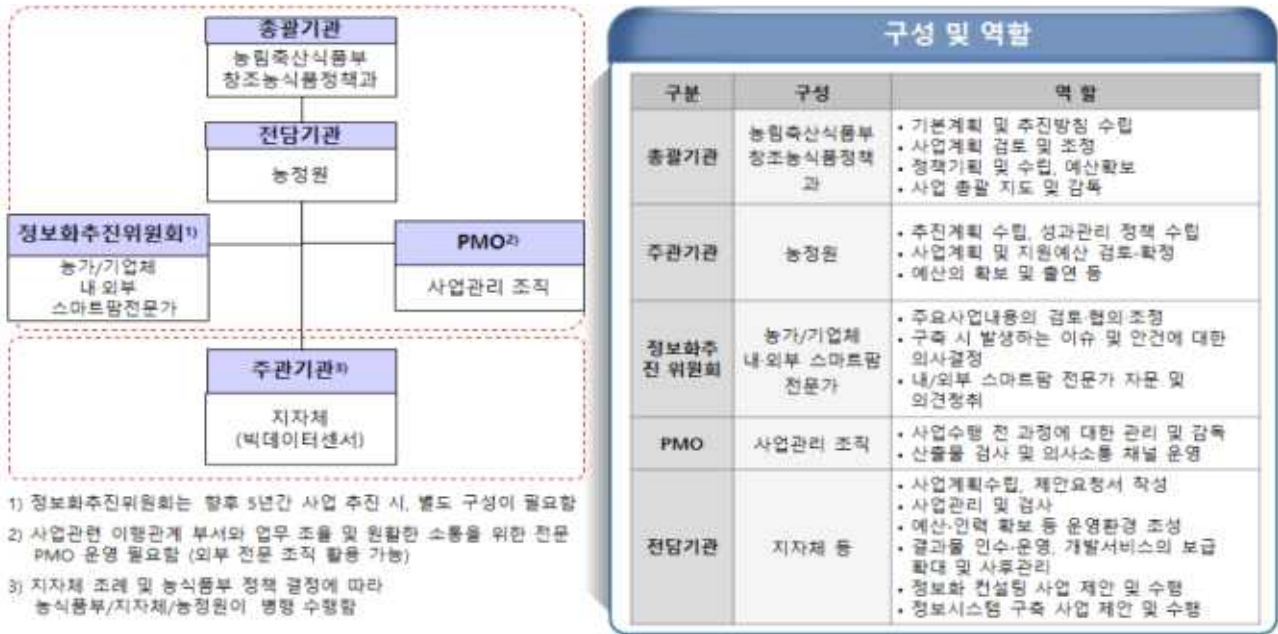 총괄기관
농림축산식품부
창조농식품정책과
전담기관
농정원
정보화추진위원회1)
농가/기업체
내·외부
스마트팜전문가
PMO2)
사업관리 조직
주관기관3)
지자체
(빅데이터센서)
1) 정보화추진위원회는 향후 5년간 사업 추진 시, 별도 구성이 필요함
2) 사업관련 이행관계 부서와 업무 조율 및 원활한 소통을 위한 전문
PMO 운영 필요함 (외부 전문 조직 활용 가능)
3) 지자체 조례 및 농식품부 정책 결정에 따라
농식품부/지자체/농정원이 병행 수행함
구성 및 역할
구분 구성 역 할
총괄기관
농림축산식품부
창조농식품정책
과
• 기본계획 및 추진방침 수립
• 사업계획 검토 및 조정
• 정책기획 및 수립, 예산확보
• 사업 총괄 지도 및 감독
주관기관
농정원
• 추진계획 수립, 성과관리 정책 수립
• 사업계획 및 지원예산 검토·확정
• 예산의 확보 및 출연 등
정보화추
진 위원회
농가/기업체
내·외부 스마트팜
전문가
• 주요사업내용의 검토·협의·조정
• 구축 시 발생하는 이슈 및 안건에 대한
의사결정
• 내/외부 스마트팜 전문가 자문 및
의견청취
PMO
사업관리 조직
• 사업수행 전 과정에 대한 관리 및 감독
• 산출물 검사 및 의사소통 채널 운영
전담기관
지자체 등
• 사업계획수립, 제안요청서 작성
• 사업관리 및 검사
• 예산·인력 확보 등 운영환경 조성
• 결과물 인수·운영, 개발서비스의 보급
확대 및 사후관리
• 정보화 컨설팅 사업 제안 및 수행
• 정보시스템 구축 사업 제안 및 수행